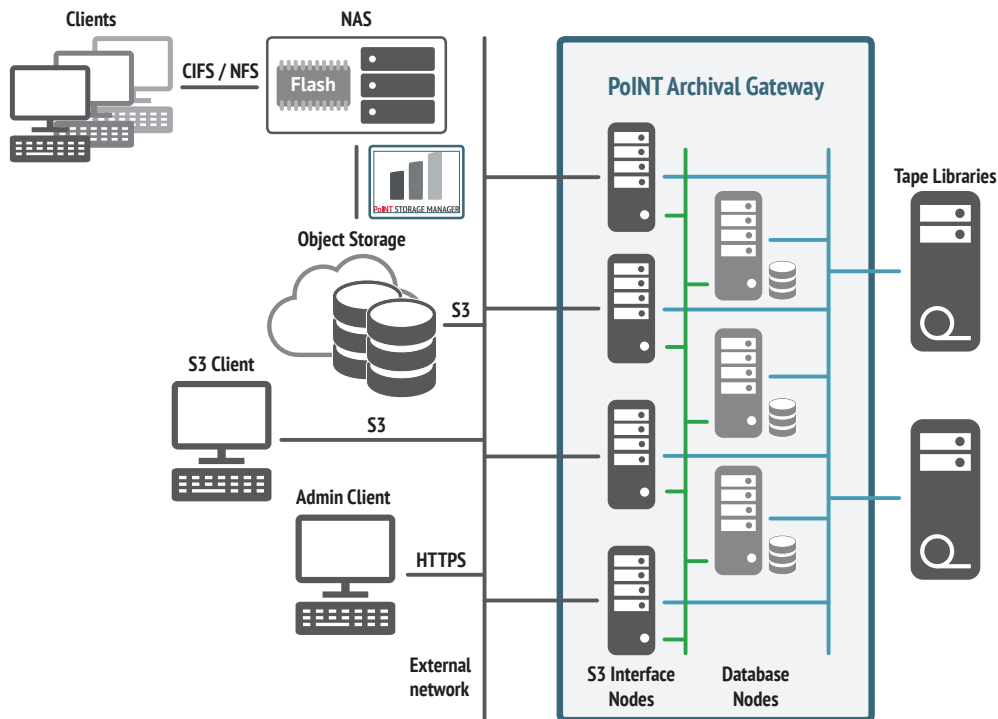 Clients
NAS
CIFS / NFS
Flash
PoINT Archival Gateway
PoINT STORAGE MANAGER
Tape Libraries
Object Storage
S3
S3 Client
S3
Admin Client
HTTPS
External
network
S3 Interface
Nodes
Database
Nodes